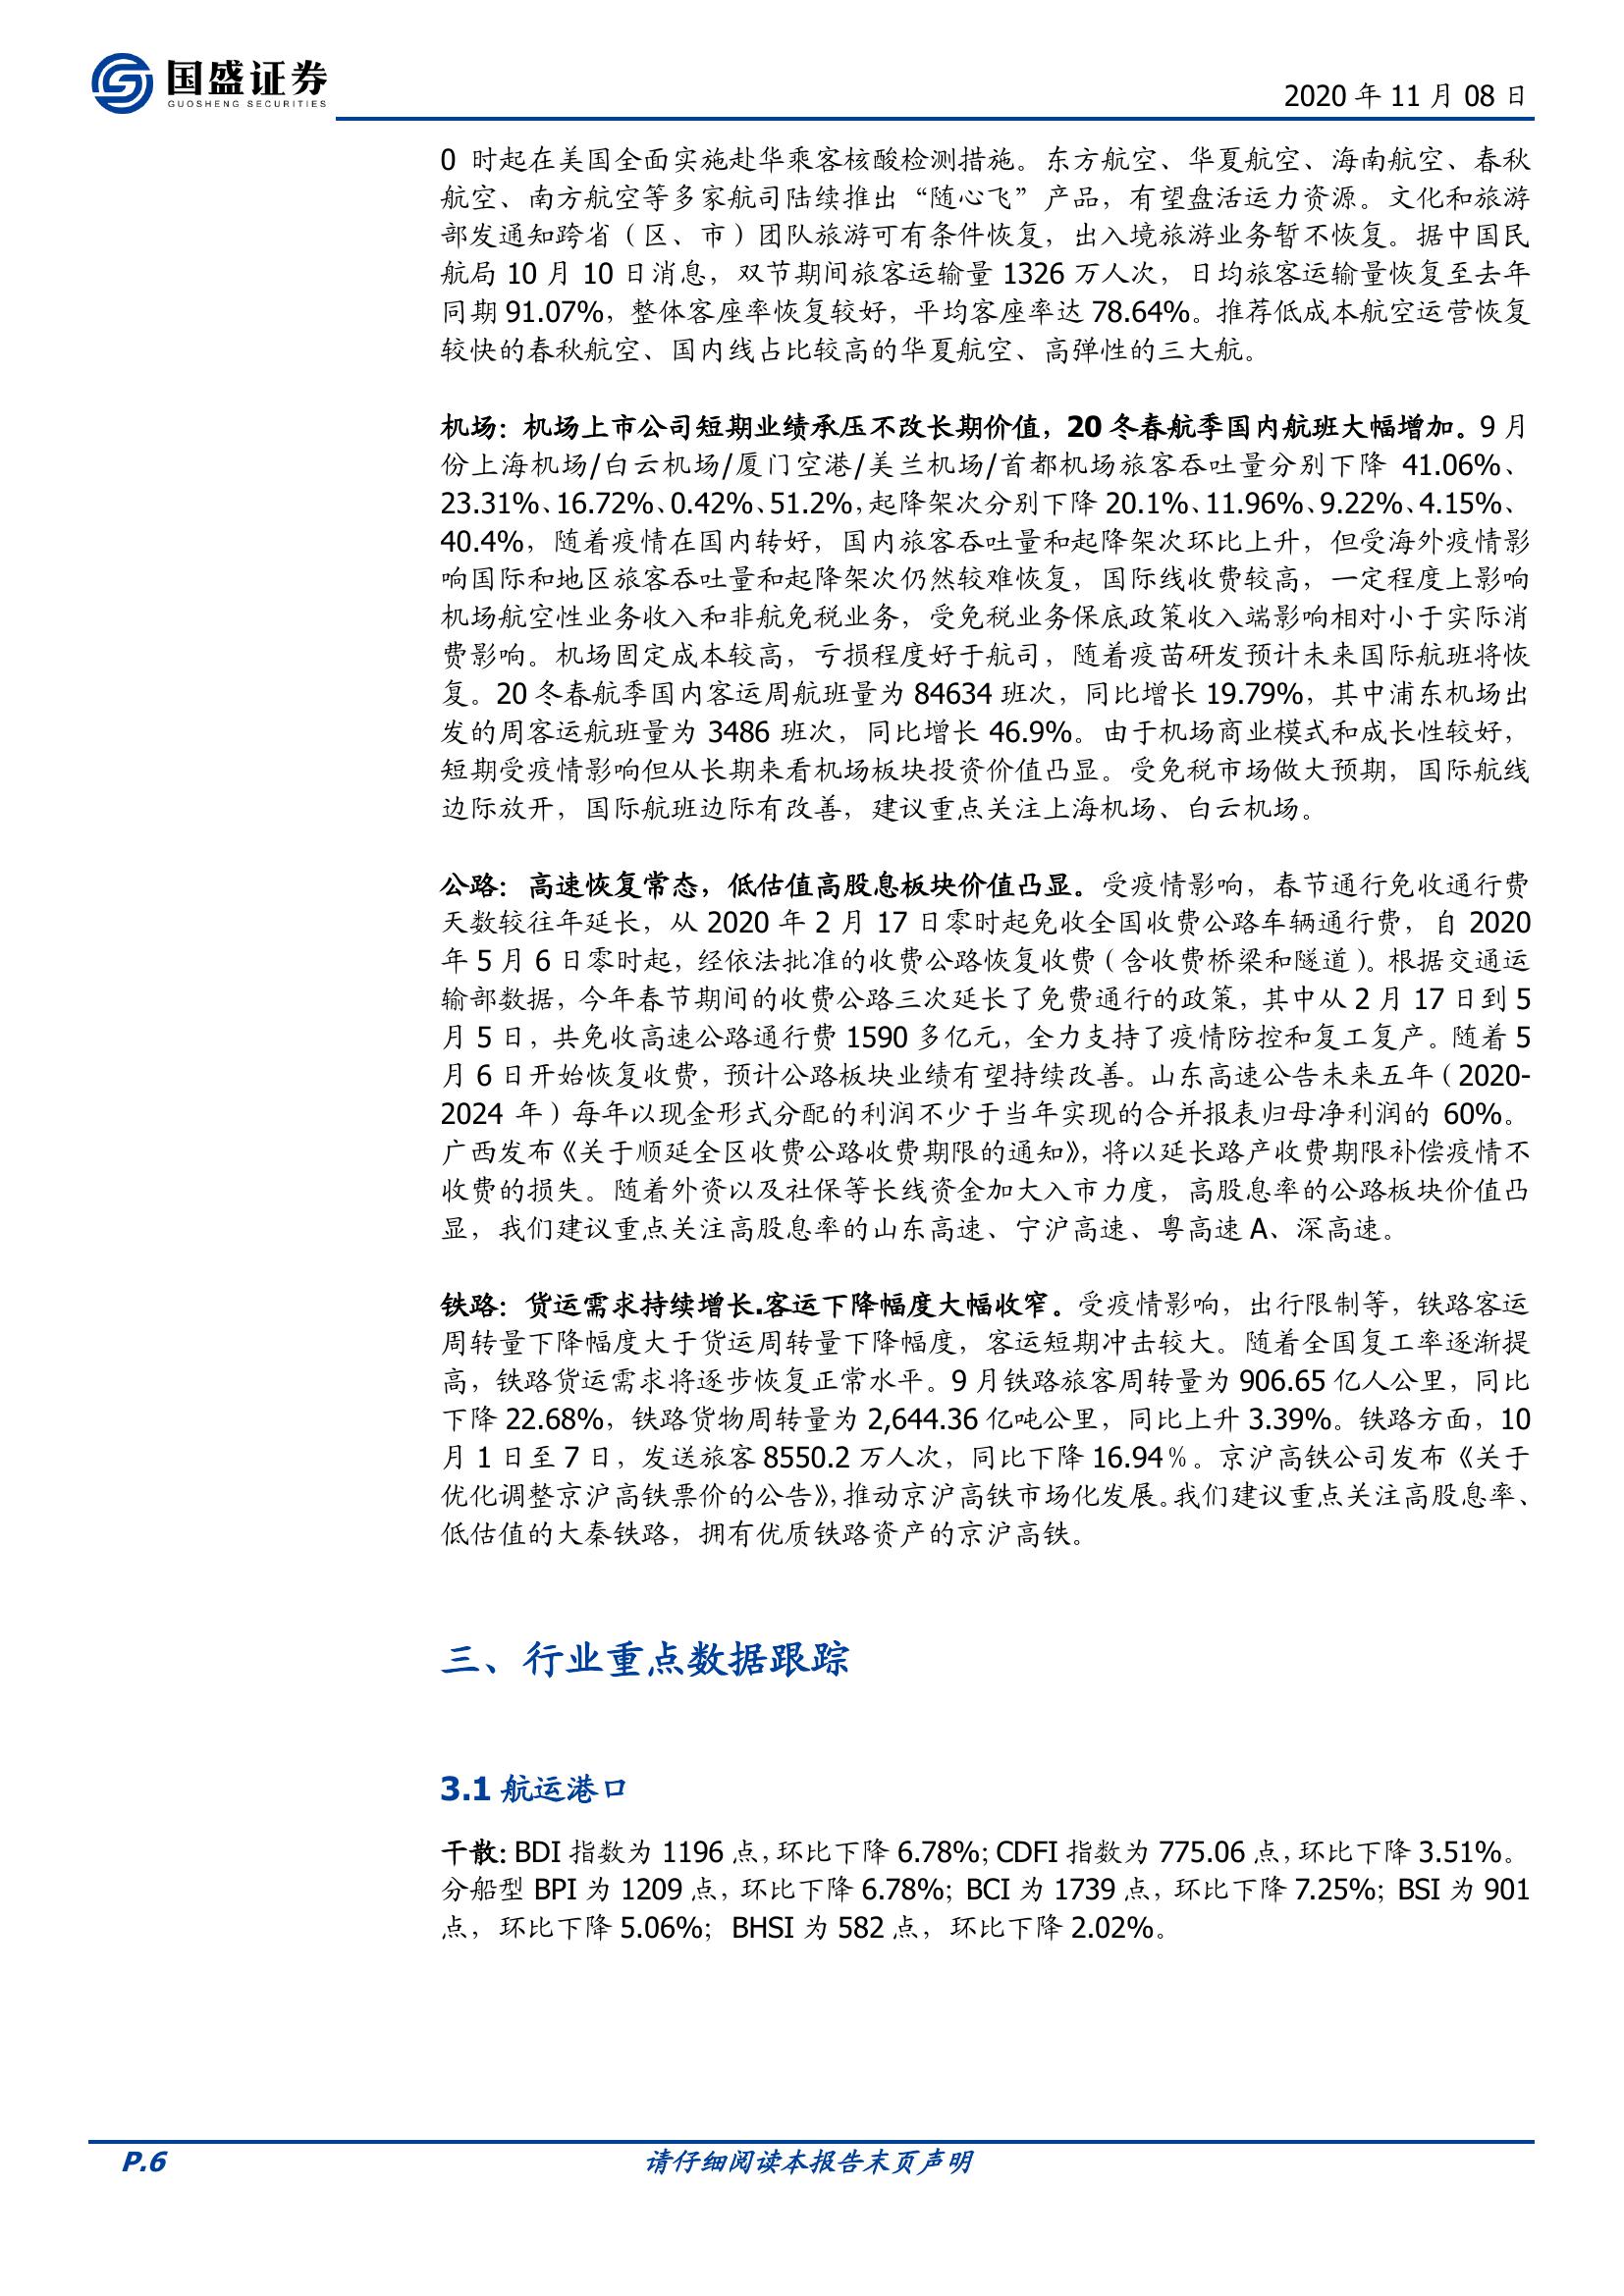 国盛证券
GUOSHENG SECURITIES
2020 年 11 月 08 日
0 时起在美国全面实施赴华乘客核酸检测措施。东方航空、华夏航空、海南航空、春秋
航空、南方航空等多家航司陆续推出“随心飞”产品，有望盘活运力资源。文化和旅游
部发通知跨省（区、市）团队旅游可有条件恢复，出入境旅游业务暂不恢复。据中国民
航局 10 月 10 日消息，双节期间旅客运输量 1326 万人次，日均旅客运输量恢复至去年
同期 91.07%，整体客座率恢复较好，平均客座率达 78.64%。推荐低成本航空运营恢复
较快的春秋航空、国内线占比较高的华夏航空、高弹性的三大航。
机场：机场上市公司短期业绩承压不改长期价值，20 冬春航季国内航班大幅增加。9 月
份上海机场/白云机场/厦门空港/美兰机场/首都机场旅客吞吐量分别下降 41.06%、
23.31%、16.72%、0.42%、51.2%，起降架次分别下降 20.1%、11.96%、9.22%、4.15%、
40.4%，随着疫情在国内转好，国内旅客吞吐量和起降架次环比上升，但受海外疫情影
响国际和地区旅客吞吐量和起降架次仍然较难恢复，国际线收费较高，一定程度上影响
机场航空性业务收入和非航免税业务，受免税业务保底政策收入端影响相对小于实际消
费影响。机场固定成本较高，亏损程度好于航司，随着疫苗研发预计未来国际航班将恢
复。20 冬春航季国内客运周航班量为 84634 班次，同比增长 19.79%，其中浦东机场出
发的周客运航班量为 3486 班次，同比增长 46.9%。由于机场商业模式和成长性较好，
短期受疫情影响但从长期来看机场板块投资价值凸显。受免税市场做大预期，国际航线
边际放开，国际航班边际有改善，建议重点关注上海机场、白云机场。
公路：高速恢复常态，低估值高股息板块价值凸显。受疫情影响，春节通行免收通行费
天数较往年延长，从 2020 年 2 月 17 日零时起免收全国收费公路车辆通行费，自 2020
年 5 月 6 日零时起，经依法批准的收费公路恢复收费（含收费桥梁和隧道）。根据交通运
输部数据，今年春节期间的收费公路三次延长了免费通行的政策，其中从 2 月 17 日到 5
月 5 日，共免收高速公路通行费 1590 多亿元，全力支持了疫情防控和复工复产。随着 5
月 6 日开始恢复收费，预计公路板块业绩有望持续改善。山东高速公告未来五年（2020-
2024 年）每年以现金形式分配的利润不少于当年实现的合并报表归母净利润的 60%。
广西发布《关于顺延全区收费公路收费期限的通知》，将以延长路产收费期限补偿疫情不
收费的损失。随着外资以及社保等长线资金加大入市力度，高股息率的公路板块价值凸
显，我们建议重点关注高股息率的山东高速、宁沪高速、粤高速 A、深高速。
铁路：货运需求持续增长.客运下降幅度大幅收窄。受疫情影响，出行限制等，铁路客运
周转量下降幅度大于货运周转量下降幅度，客运短期冲击较大。随着全国复工率逐渐提
高，铁路货运需求将逐步恢复正常水平。9 月铁路旅客周转量为 906.65 亿人公里，同比
下降 22.68%，铁路货物周转量为 2,644.36 亿吨公里，同比上升 3.39%。铁路方面，10
月 1 日至 7 日，发送旅客 8550.2 万人次，同比下降 16.94％。京沪高铁公司发布《关于
优化调整京沪高铁票价的公告》，推动京沪高铁市场化发展。我们建议重点关注高股息率、
低估值的大秦铁路，拥有优质铁路资产的京沪高铁。
三、行业重点数据跟踪
3.1 航运港口
干散：BDI 指数为 1196 点，环比下降 6.78%；CDFI 指数为 775.06 点，环比下降 3.51%。
分船型 BPI 为 1209 点，环比下降 6.78%；BCI 为 1739 点，环比下降 7.25%；BSI 为 901
点，环比下降 5.06%；BHSI 为 582 点，环比下降 2.02%。
P.6
请仔细阅读本报告末页声明